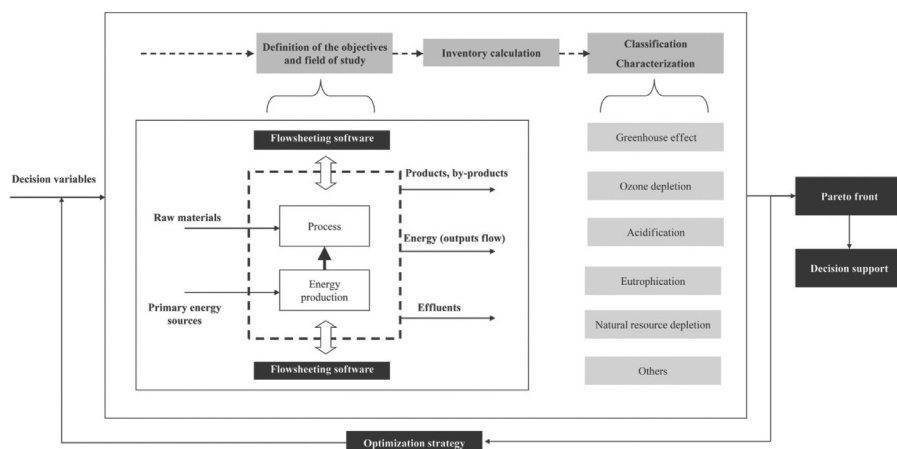 Definition of the objectives
and field of study
Inventory calculation
Classification
Characterization
Flowsheeting software
Greenhouse effect
Decision variables
Products, by-products
Ozone depletion
Pareto front
Raw materials
Process
Energy (outputs flow)
Acidification
Decision support
Energy
production
Primary energy
sources
Effluents
Eutrophication
Natural resource depletion
Flowsheeting software
Others
Optimization strategy